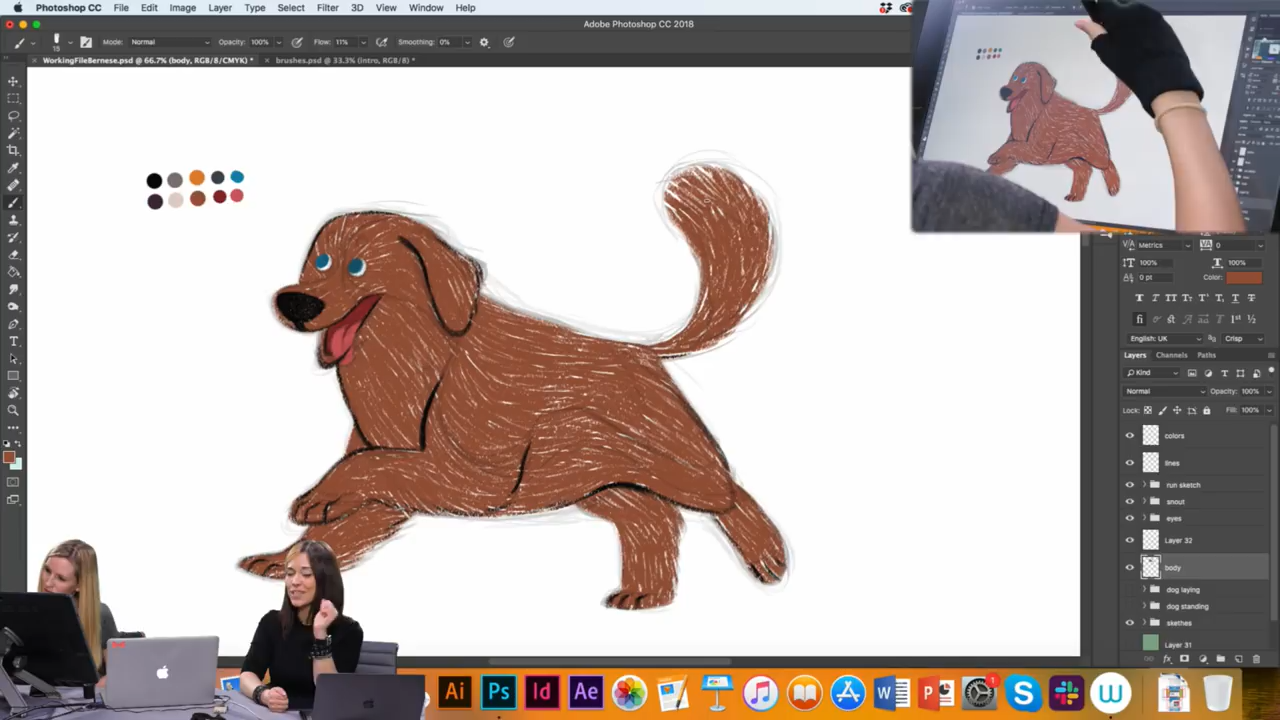 Photoshop CC File Edit Image Layer Type Select Filter 3D View Window Help
Adobe Photoshop CC 2018
15 Mode: Normal Opacity: 100% Flow: 11% Smoothing: 0%
WorkingFileBernese.psd @ 66.7% (body, RGB/8/CMYK) * brushes.psd @ 33.3% (intro, RGB/8) *
Metrics 0
100% 100%
0 pt Color:
English: UK Crisp
Layers Channels Paths
Kind
Normal Opacity: 100%
Lock: Fill: 100%
colors
lines
run sketch
snout
eyes
Layer 32
body
dog laying
dog standing
skethes
Layer 31
Ai Ps Id Ae W P S W
1